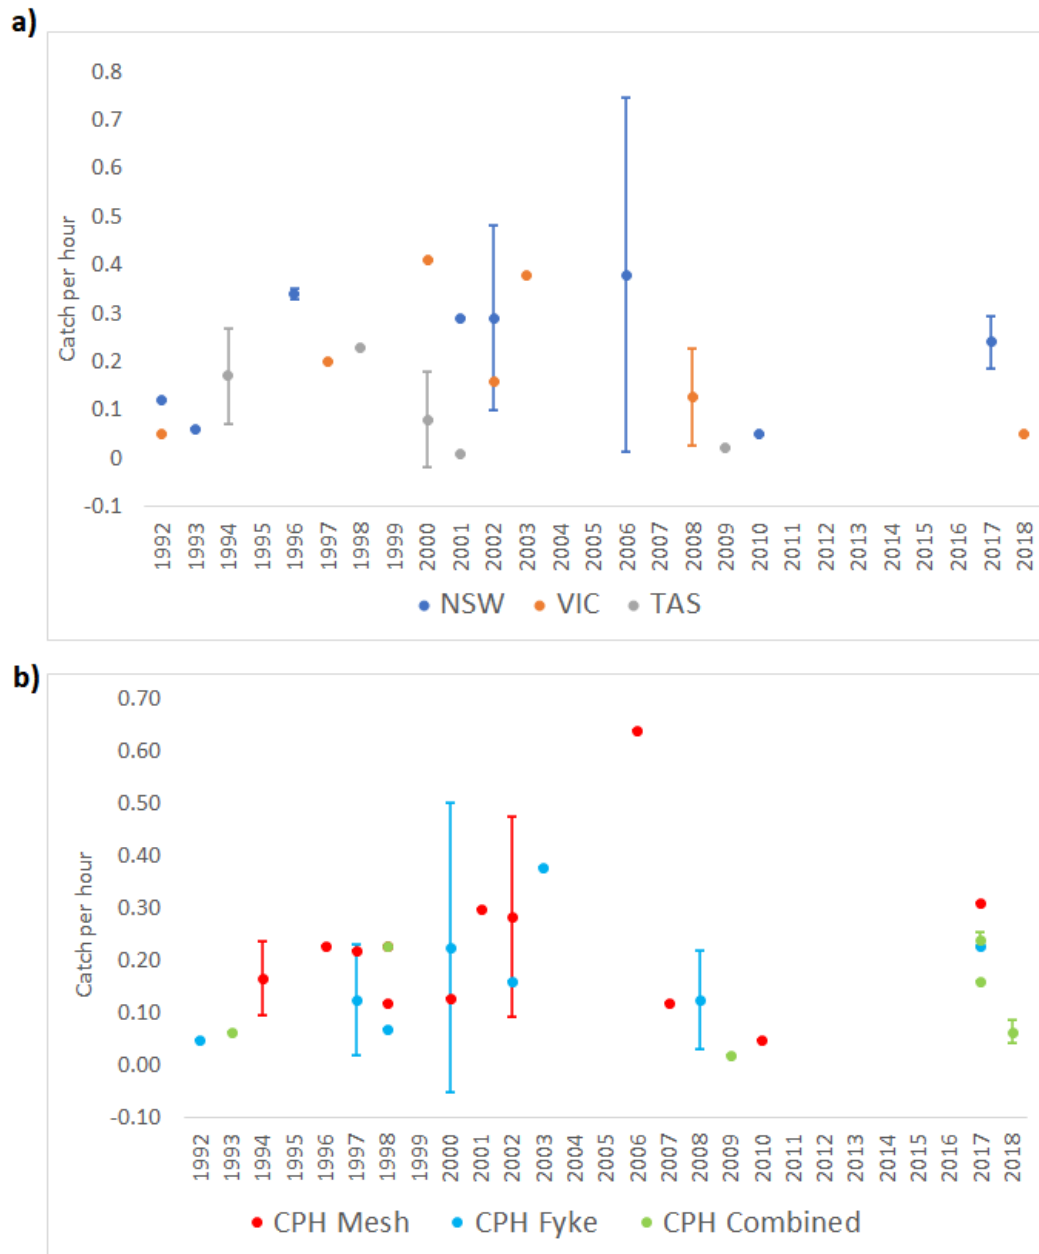 a)
0.8
0.7
0.6
0.5
0.4
0.3
0.2
0.1
0
-0.1
Catch per hour
1992 1993 1994 1995 1996 1997 1998 1999 2000 2001 2002 2003 2004 2005 2006 2007 2008 2009 2010 2011 2012 2013 2014 2015 2016 2017 2018
NSW VIC TAS
b)
0.70
0.60
0.50
0.40
0.30
0.20
0.10
0.00
-0.10
Catch per hour
1992 1993 1994 1995 1996 1997 1998 1999 2000 2001 2002 2003 2004 2005 2006 2007 2008 2009 2010 2011 2012 2013 2014 2015 2016 2017 2018
CPH Mesh CPH Fyke CPH Combined